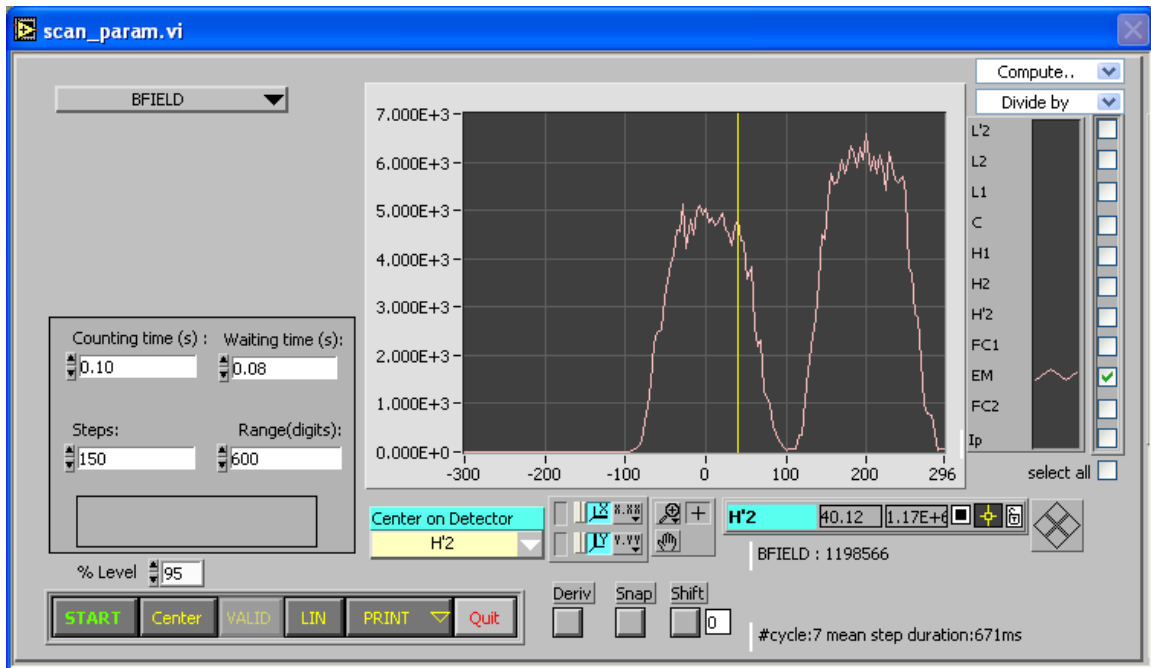 scan_param.vi
BFIELD
Compute..
Divide by
7.000E+3
6.000E+3
5.000E+3
4.000E+3
3.000E+3
2.000E+3
1.000E+3
0.000E+0
-300 -200 -100 0 100 200 296
L'2
L2
L1
C
H1
H2
H'2
FC1
EM
FC2
Ip
select all
Counting time (s) : Waiting time (s):
0.10 0.08
Steps: Range(digits):
150 600
% Level 95
START Center VALID LIN PRINT Quit
Center on Detector
H'2
X X.XX
Y Y.YY
H'2 40.12 1.17E+6
BFIELD : 1198566
Deriv Snap Shift
0
#cycle:7 mean step duration:671ms